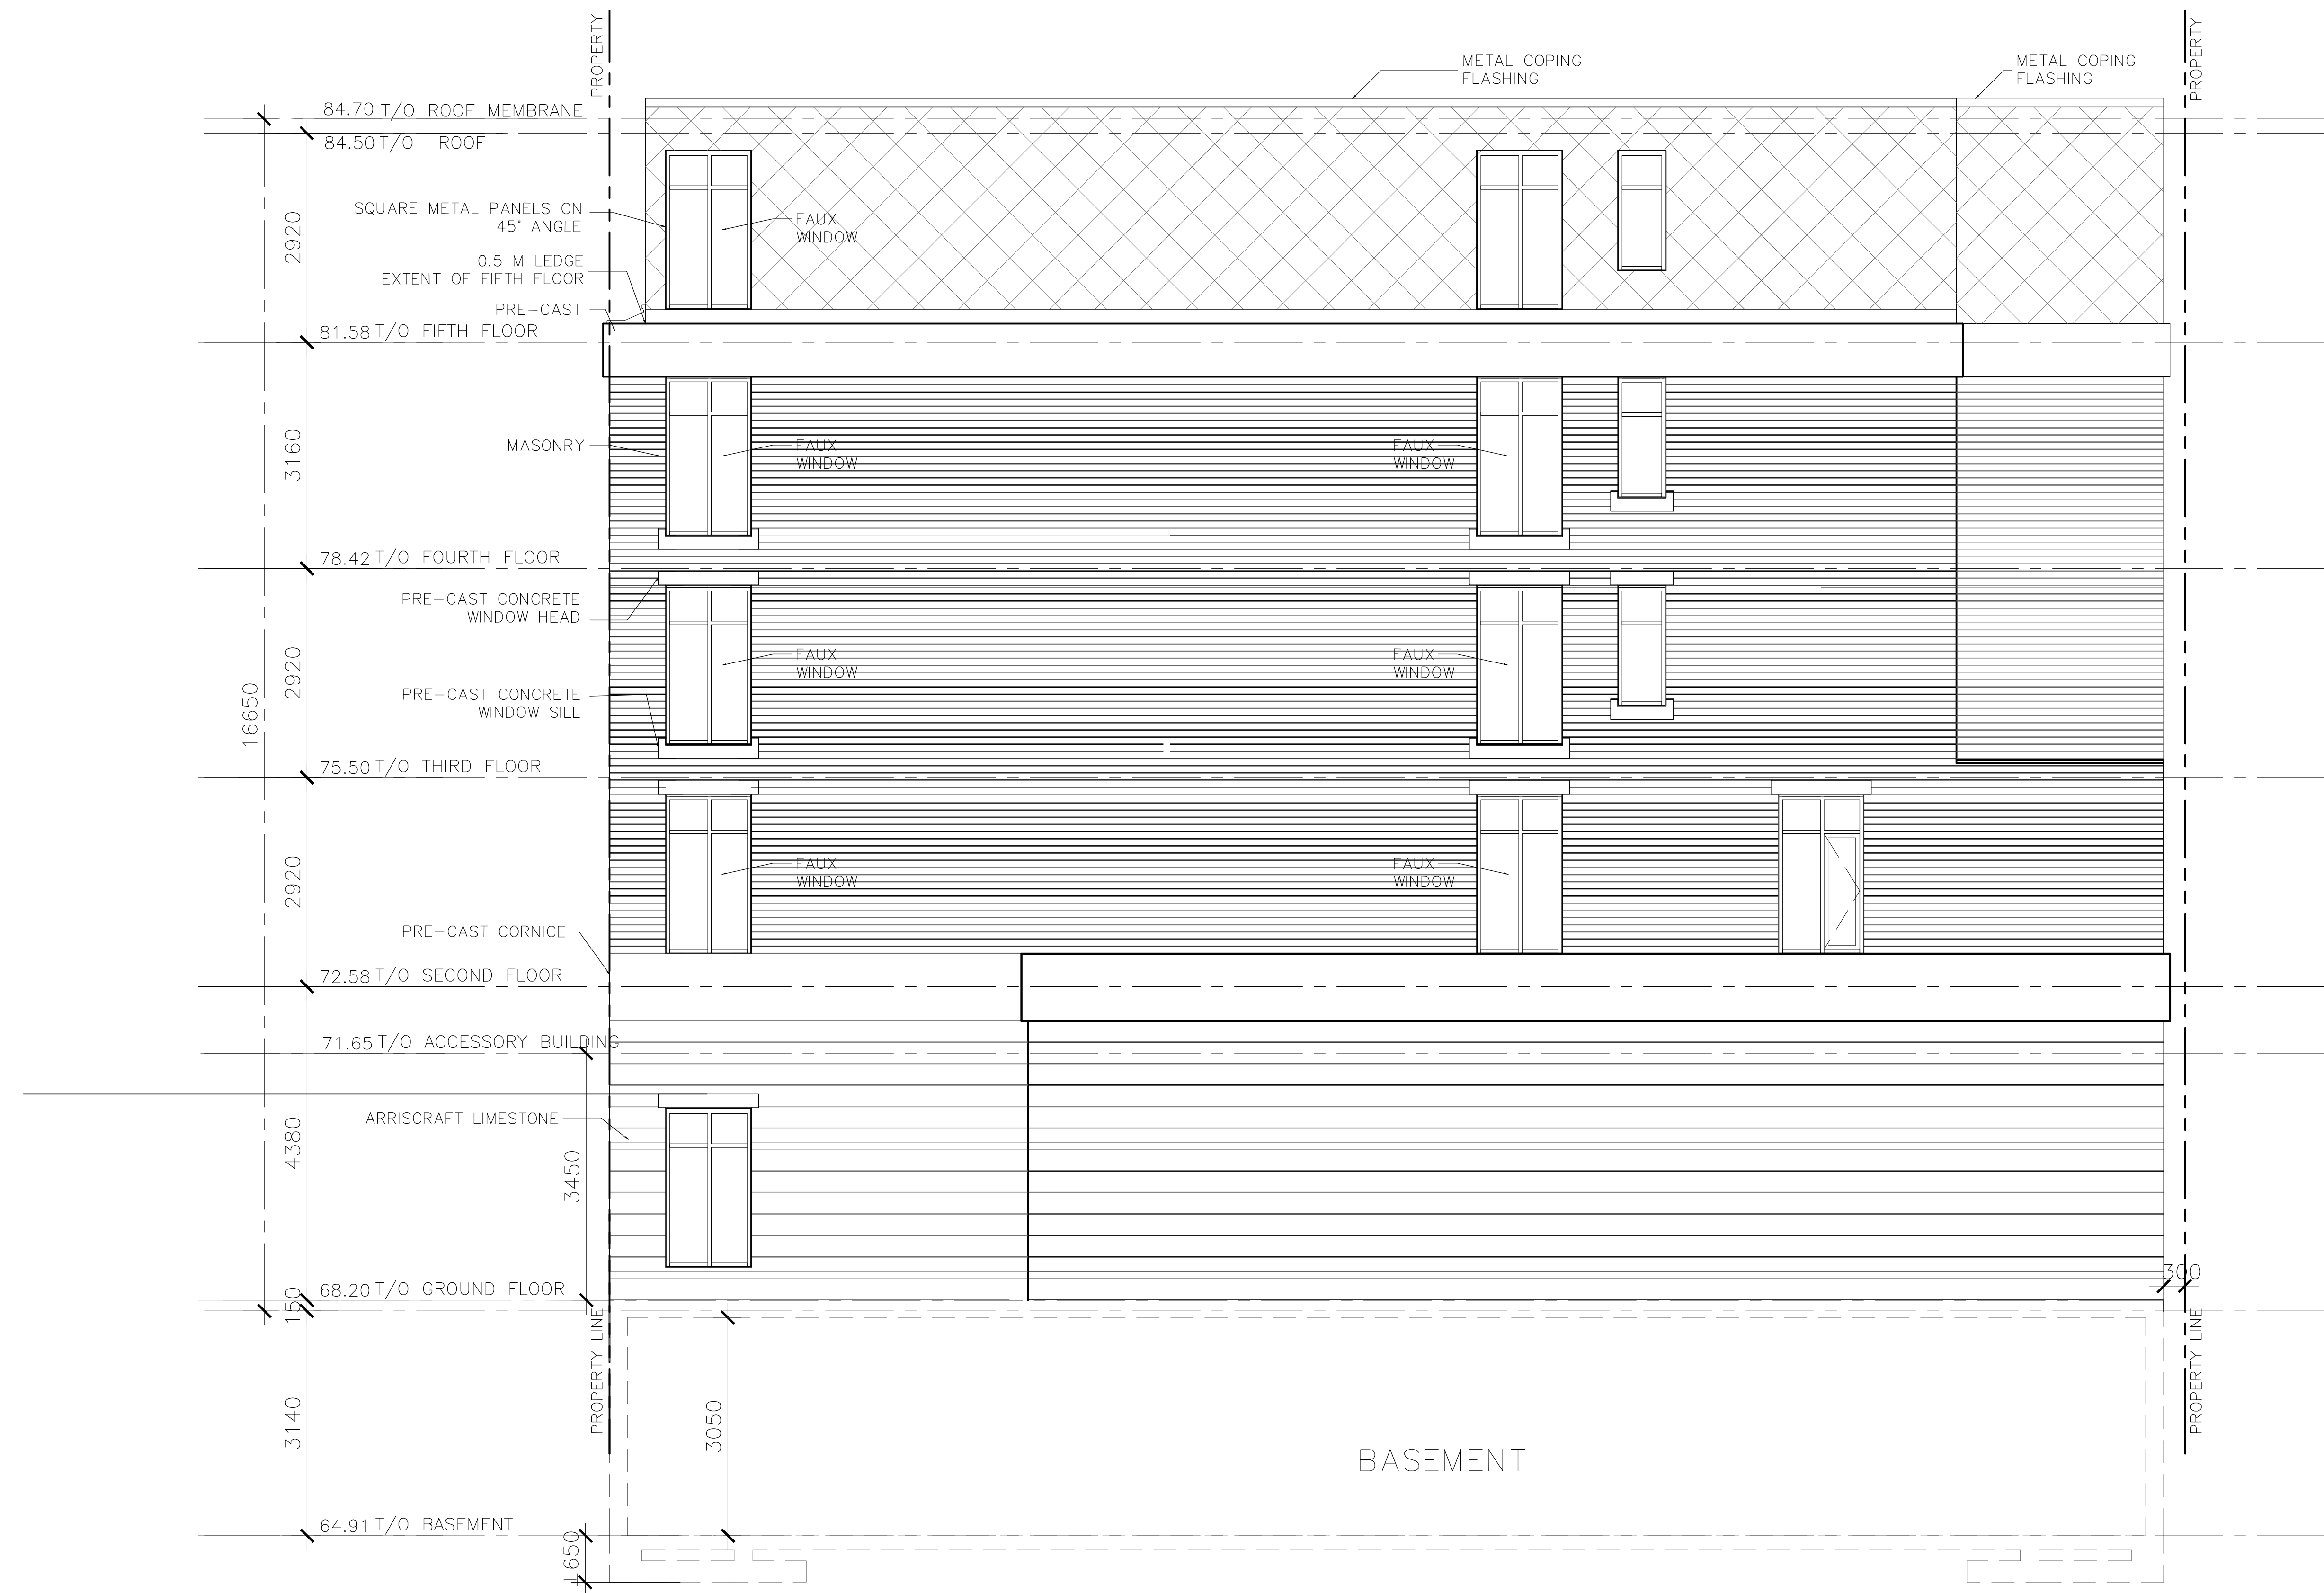 PROPERTY
PROPERTY
METAL COPING
FLASHING
METAL COPING
FLASHING
84.70 T/O ROOF MEMBRANE
84.50 T/O ROOF
2920
SQUARE METAL PANELS ON
45° ANGLE
FAUX
WINDOW
0.5 M LEDGE
EXTENT OF FIFTH FLOOR
PRE-CAST
81.58 T/O FIFTH FLOOR
3160
MASONRY
FAUX
WINDOW
FAUX
WINDOW
78.42 T/O FOURTH FLOOR
PRE-CAST CONCRETE
WINDOW HEAD
2920
FAUX
WINDOW
FAUX
WINDOW
16650
PRE-CAST CONCRETE
WINDOW SILL
75.50 T/O THIRD FLOOR
2920
FAUX
WINDOW
FAUX
WINDOW
PRE-CAST CORNICE
72.58 T/O SECOND FLOOR
71.65 T/O ACCESSORY BUILDING
ARRISCRAFT LIMESTONE
4380
3450
300
68.20 T/O GROUND FLOOR
150
PROPERTY LINE
PROPERTY LINE
3140
3050
BASEMENT
64.91 T/O BASEMENT
±650